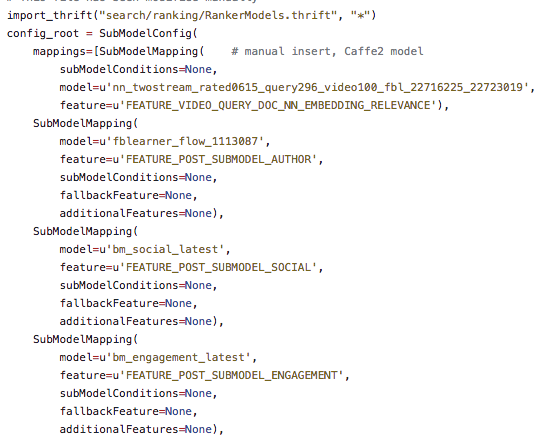 import_thrift("search/ranking/RankerModels.thrift", "*")
config_root = SubModelConfig(
    mappings=[SubModelMapping(    # manual insert, Caffe2 model
        subModelConditions=None,
        model=u'nn_twostream_rated0615_query296_video100_fbl_22716225_22723019',
        feature=u'FEATURE_VIDEO_QUERY_DOC_NN_EMBEDDING_RELEVANCE'),
    SubModelMapping(
        model=u'fblearner_flow_1113087',
        feature=u'FEATURE_POST_SUBMODEL_AUTHOR',
        subModelConditions=None,
        fallbackFeature=None,
        additionalFeatures=None),
    SubModelMapping(
        model=u'bm_social_latest',
        feature=u'FEATURE_POST_SUBMODEL_SOCIAL',
        subModelConditions=None,
        fallbackFeature=None,
        additionalFeatures=None),
    SubModelMapping(
        model=u'bm_engagement_latest',
        feature=u'FEATURE_POST_SUBMODEL_ENGAGEMENT',
        subModelConditions=None,
        fallbackFeature=None,
        additionalFeatures=None),